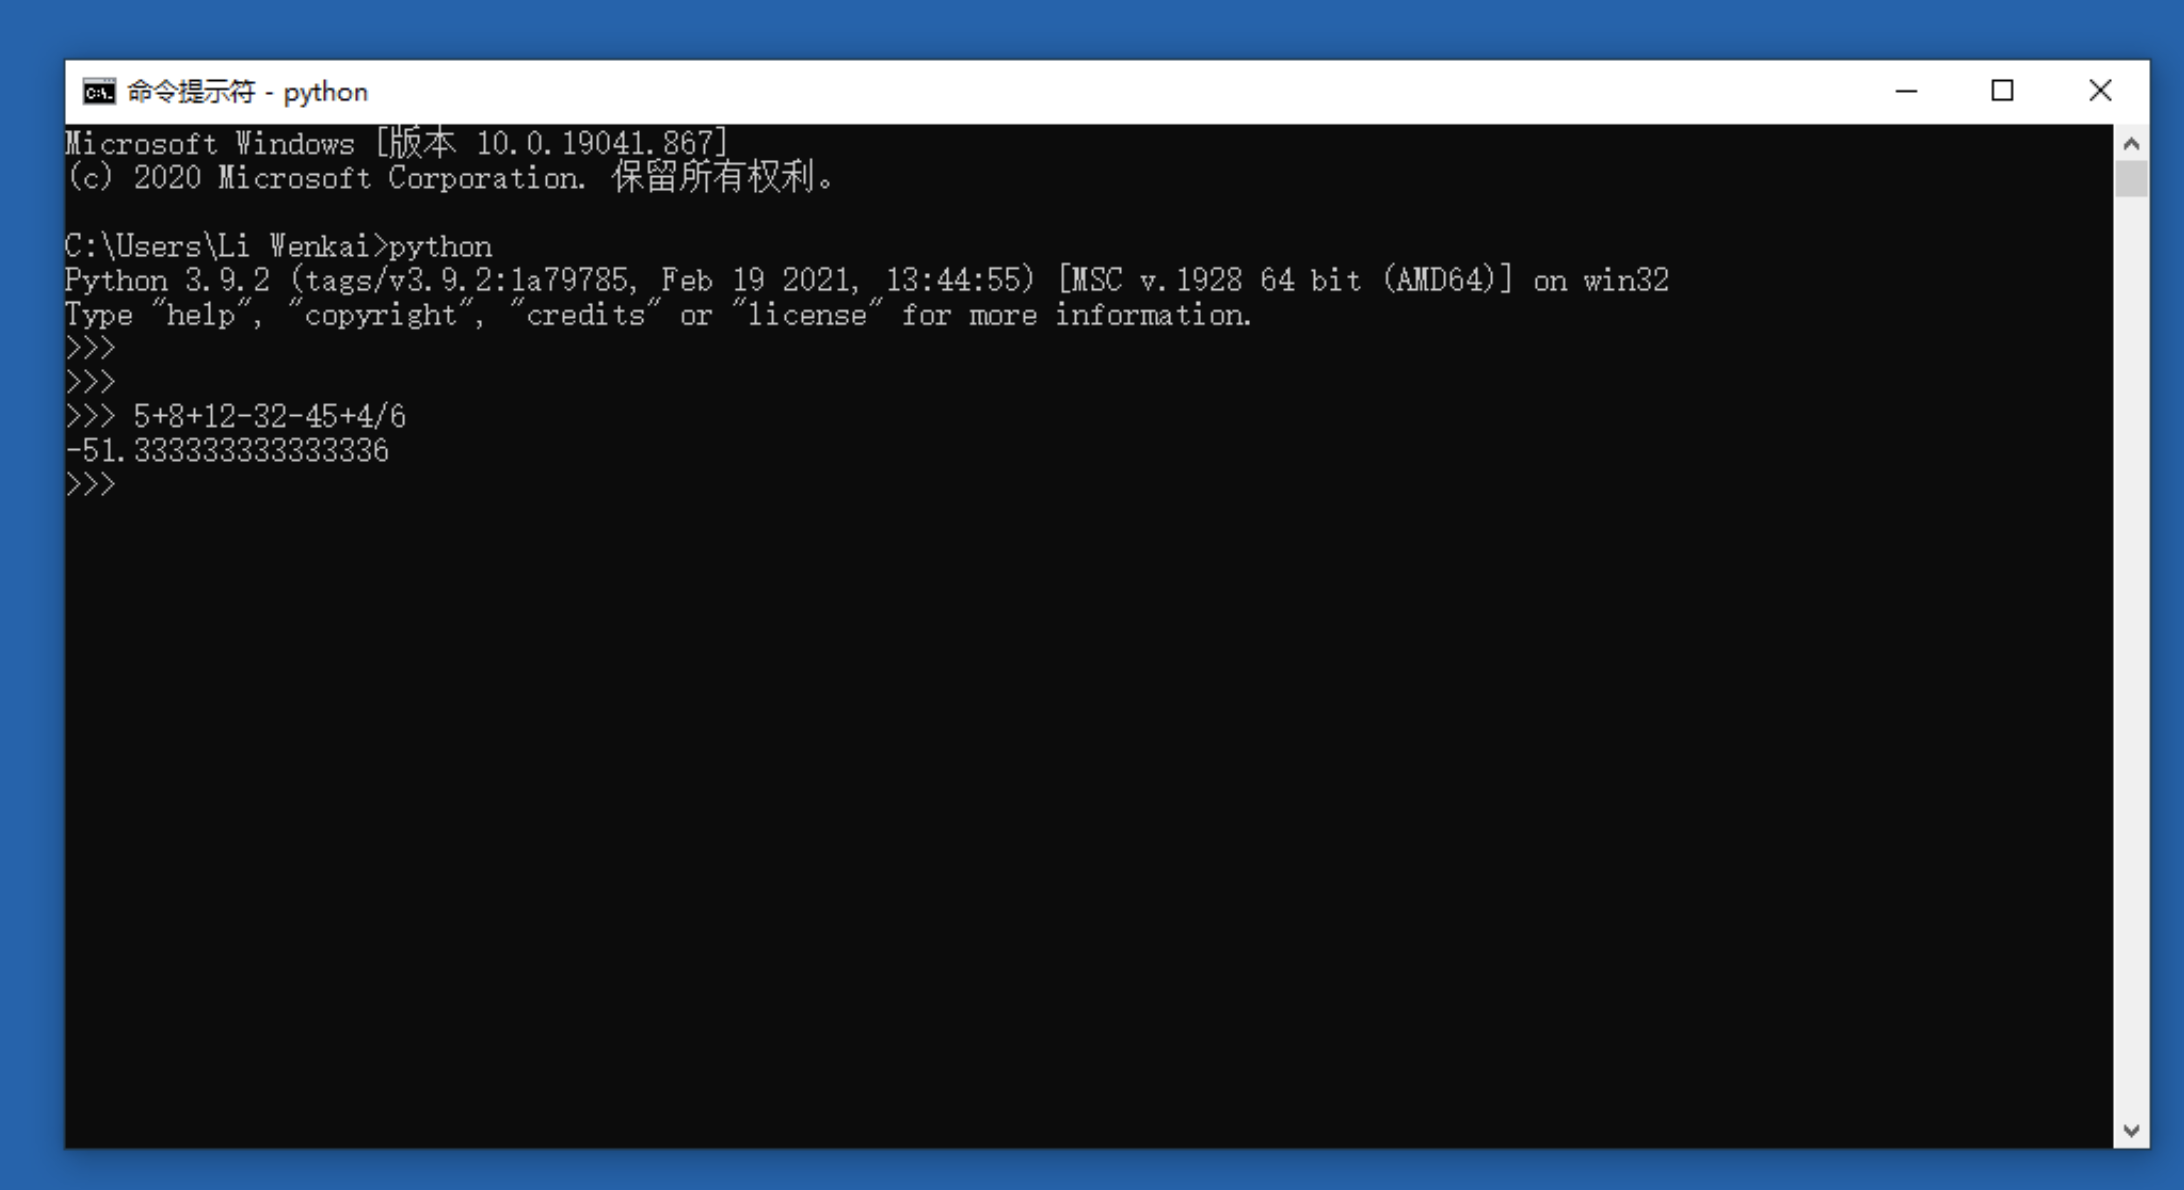 命令提示符 - python
Microsoft Windows [版本 10.0.19041.867]
(c) 2020 Microsoft Corporation. 保留所有权利。
C:\Users\Li Wenkai>python
Python 3.9.2 (tags/v3.9.2:1a79785, Feb 19 2021, 13:44:55) [MSC v.1928 64 bit (AMD64)] on win32
Type "help", "copyright", "credits" or "license" for more information.
>>>
>>>
>>> 5+8+12-32-45+4/6
-51.333333333333336
>>>